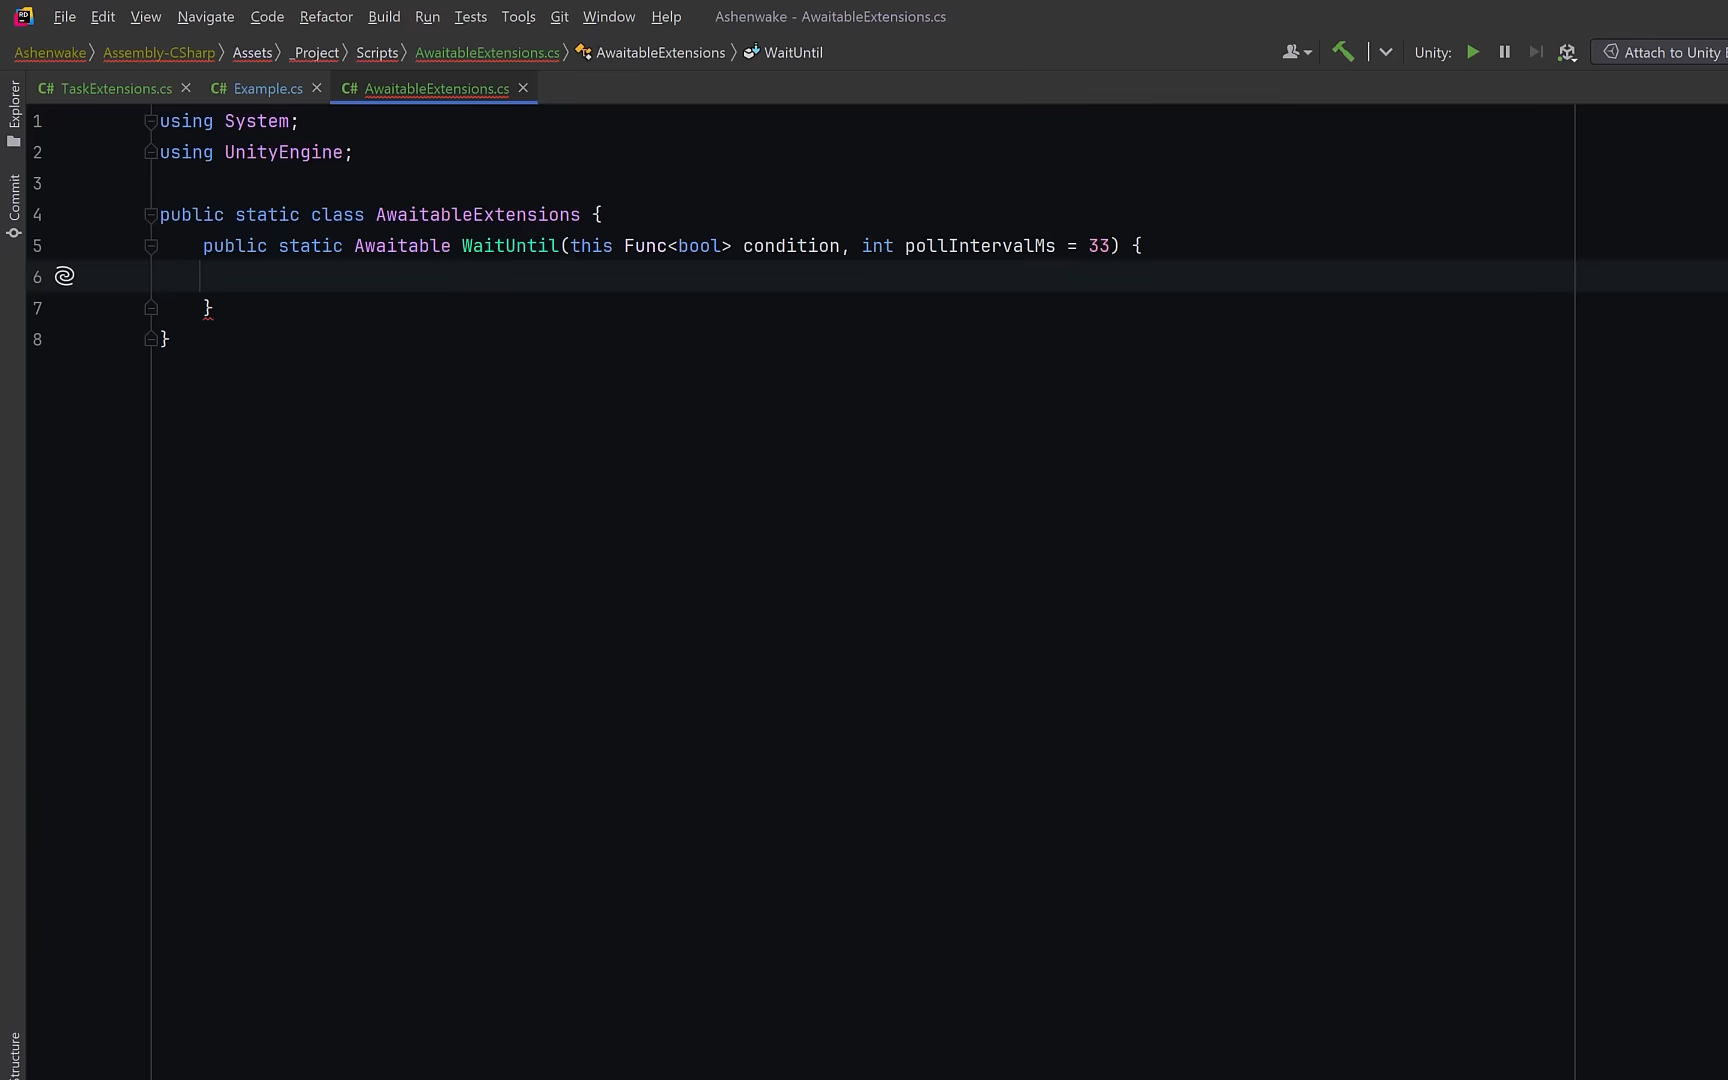 RD File Edit View Navigate Code Refactor Build Run Tests Tools Git Window Help Ashenwake - AwaitableExtensions.cs
Ashenwake Assembly-CSharp Assets _Project Scripts AwaitableExtensions.cs AwaitableExtensions WaitUntil Unity: Attach to Unity
C# TaskExtensions.cs C# Example.cs C# AwaitableExtensions.cs
Explorer
Commit
Structure
1 using System;
2 using UnityEngine;
3
4 public static class AwaitableExtensions {
5 public static Awaitable WaitUntil(this Func<bool> condition, int pollIntervalMs = 33) {
6
7 }
8 }